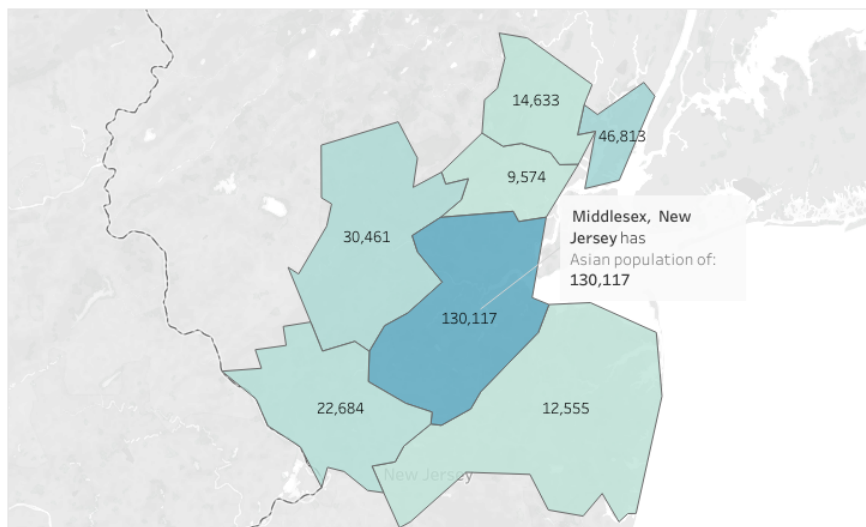 14,633
46,813
9,574
Middlesex, New
Jersey has
Asian population of:
130,117
30,461
130,117
22,684
12,555
New Jersey